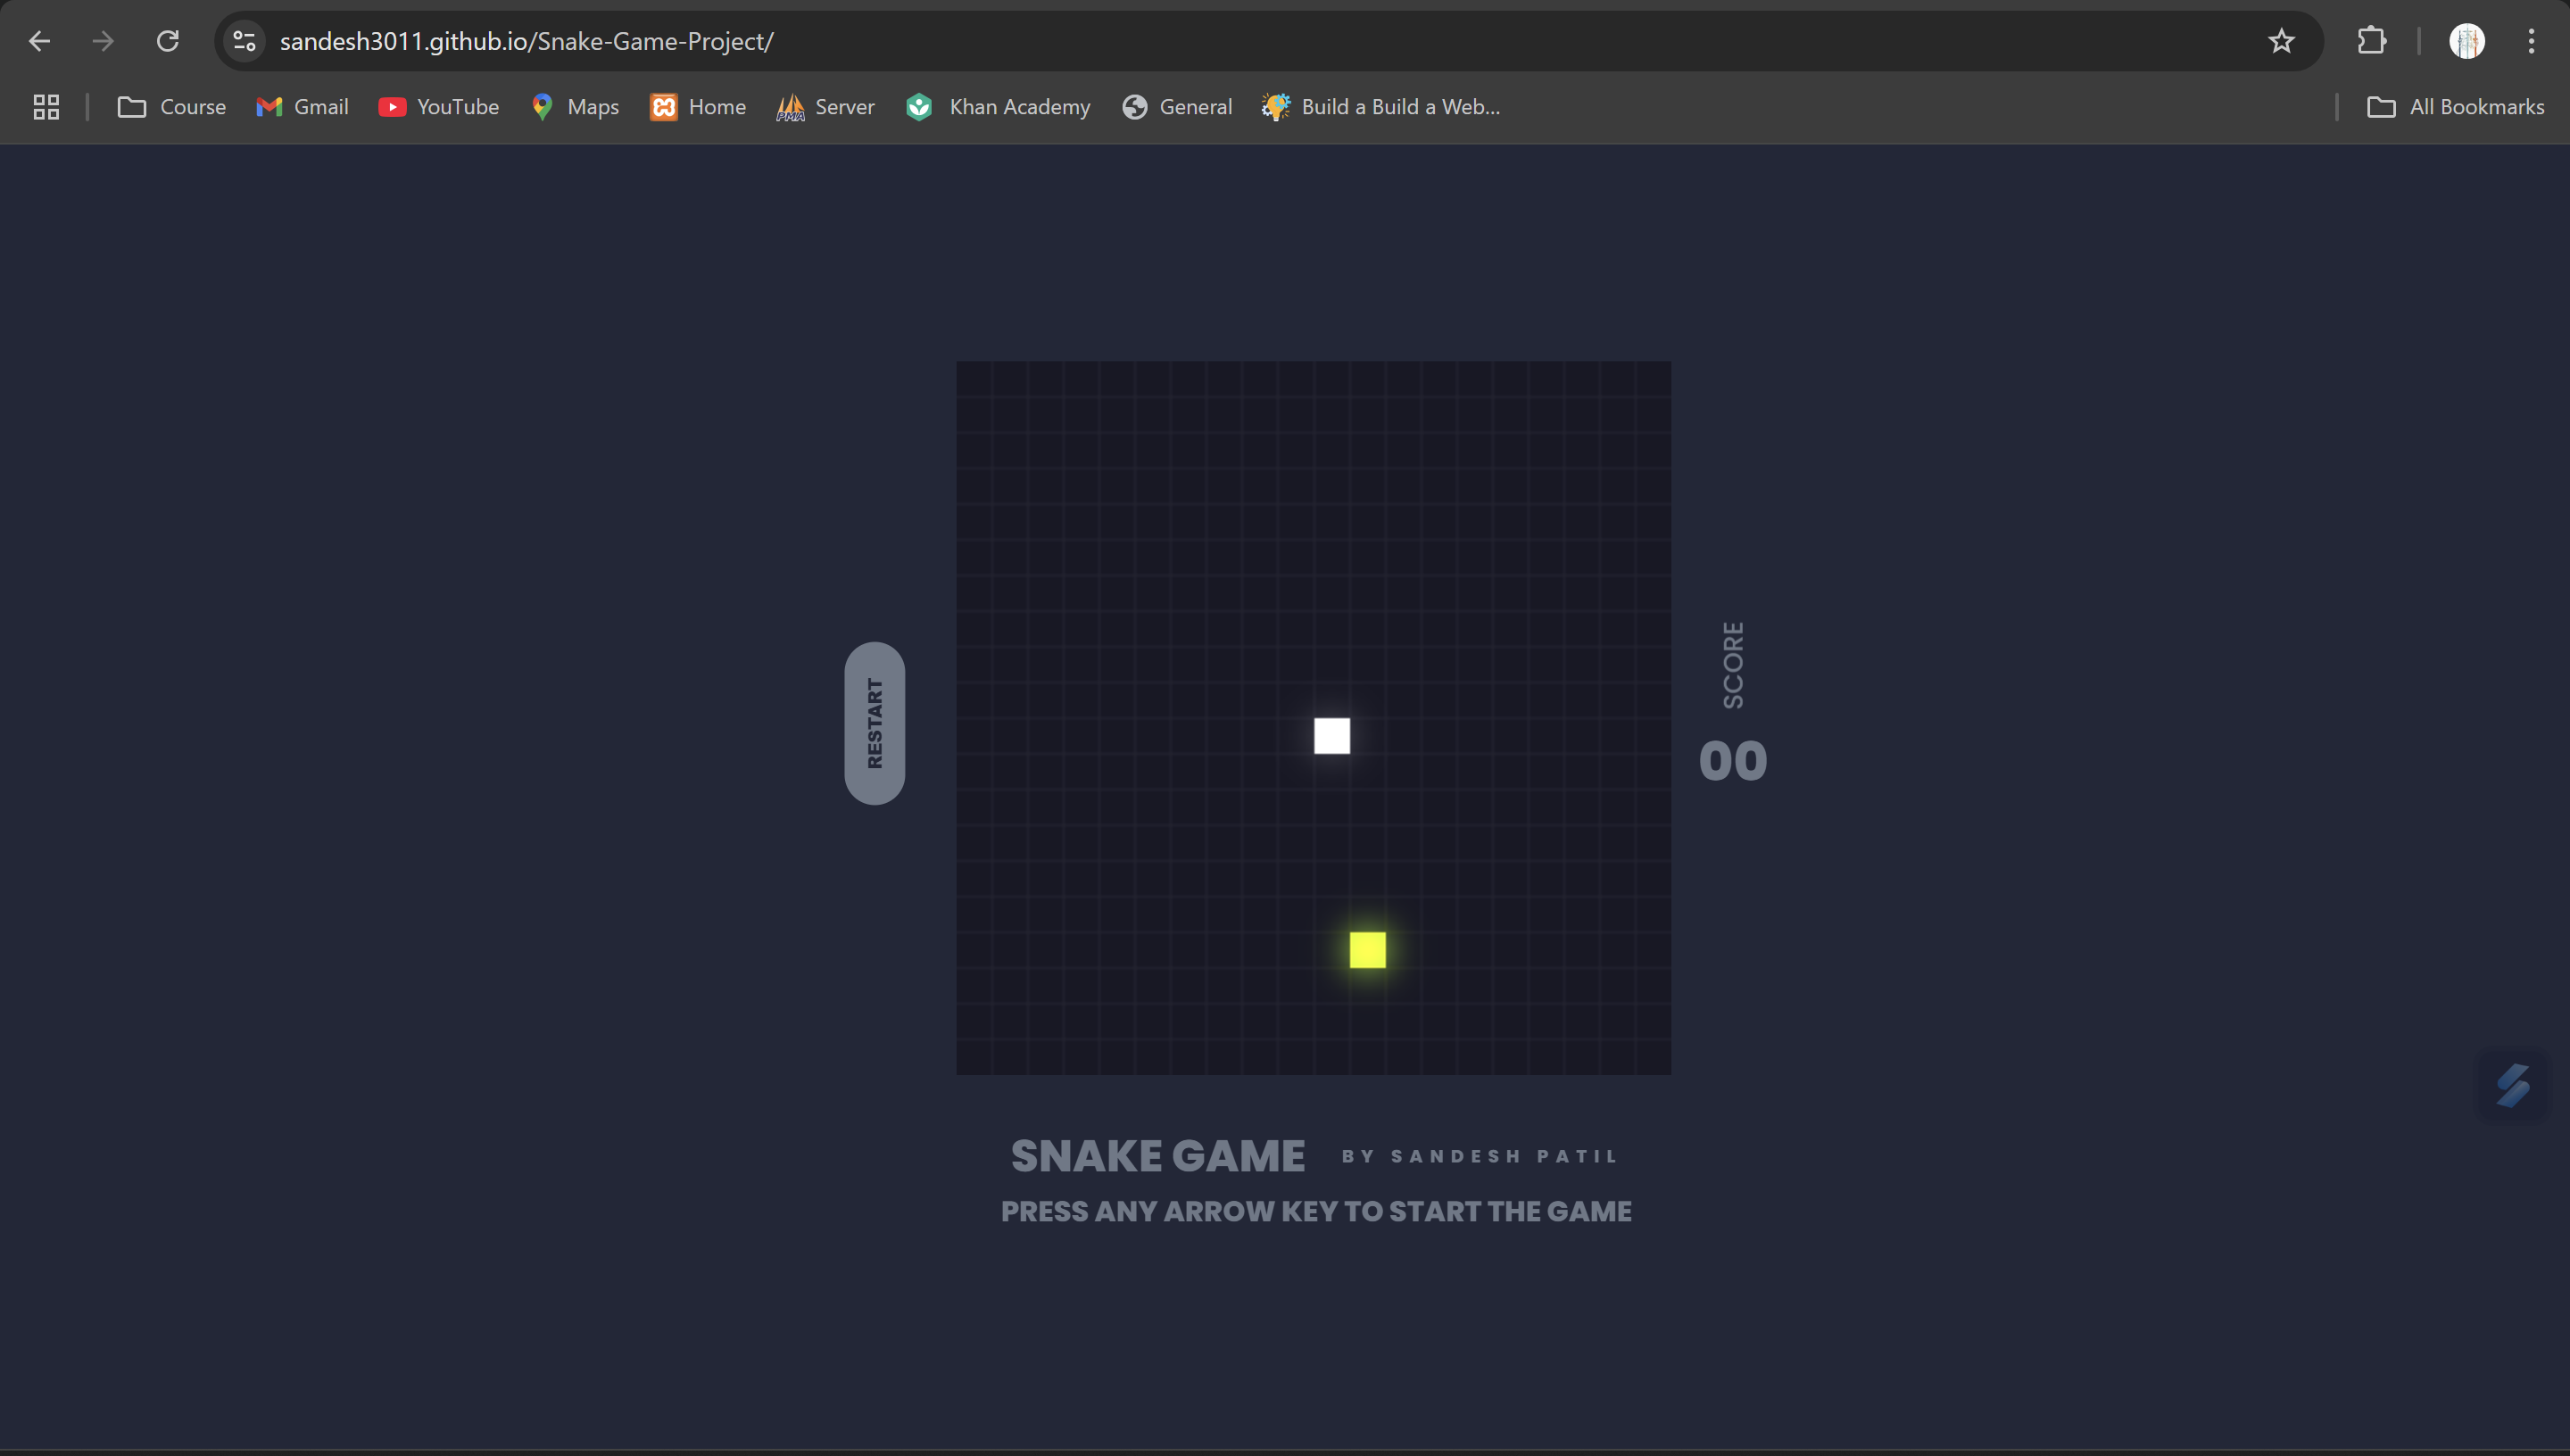 sandesh3011.github.io/Snake-Game-Project/
Course Gmail YouTube Maps Home Server Khan Academy General Build a Build a Web... All Bookmarks
RESTART
SCORE
00
SNAKE GAME BY SANDESH PATIL
PRESS ANY ARROW KEY TO START THE GAME